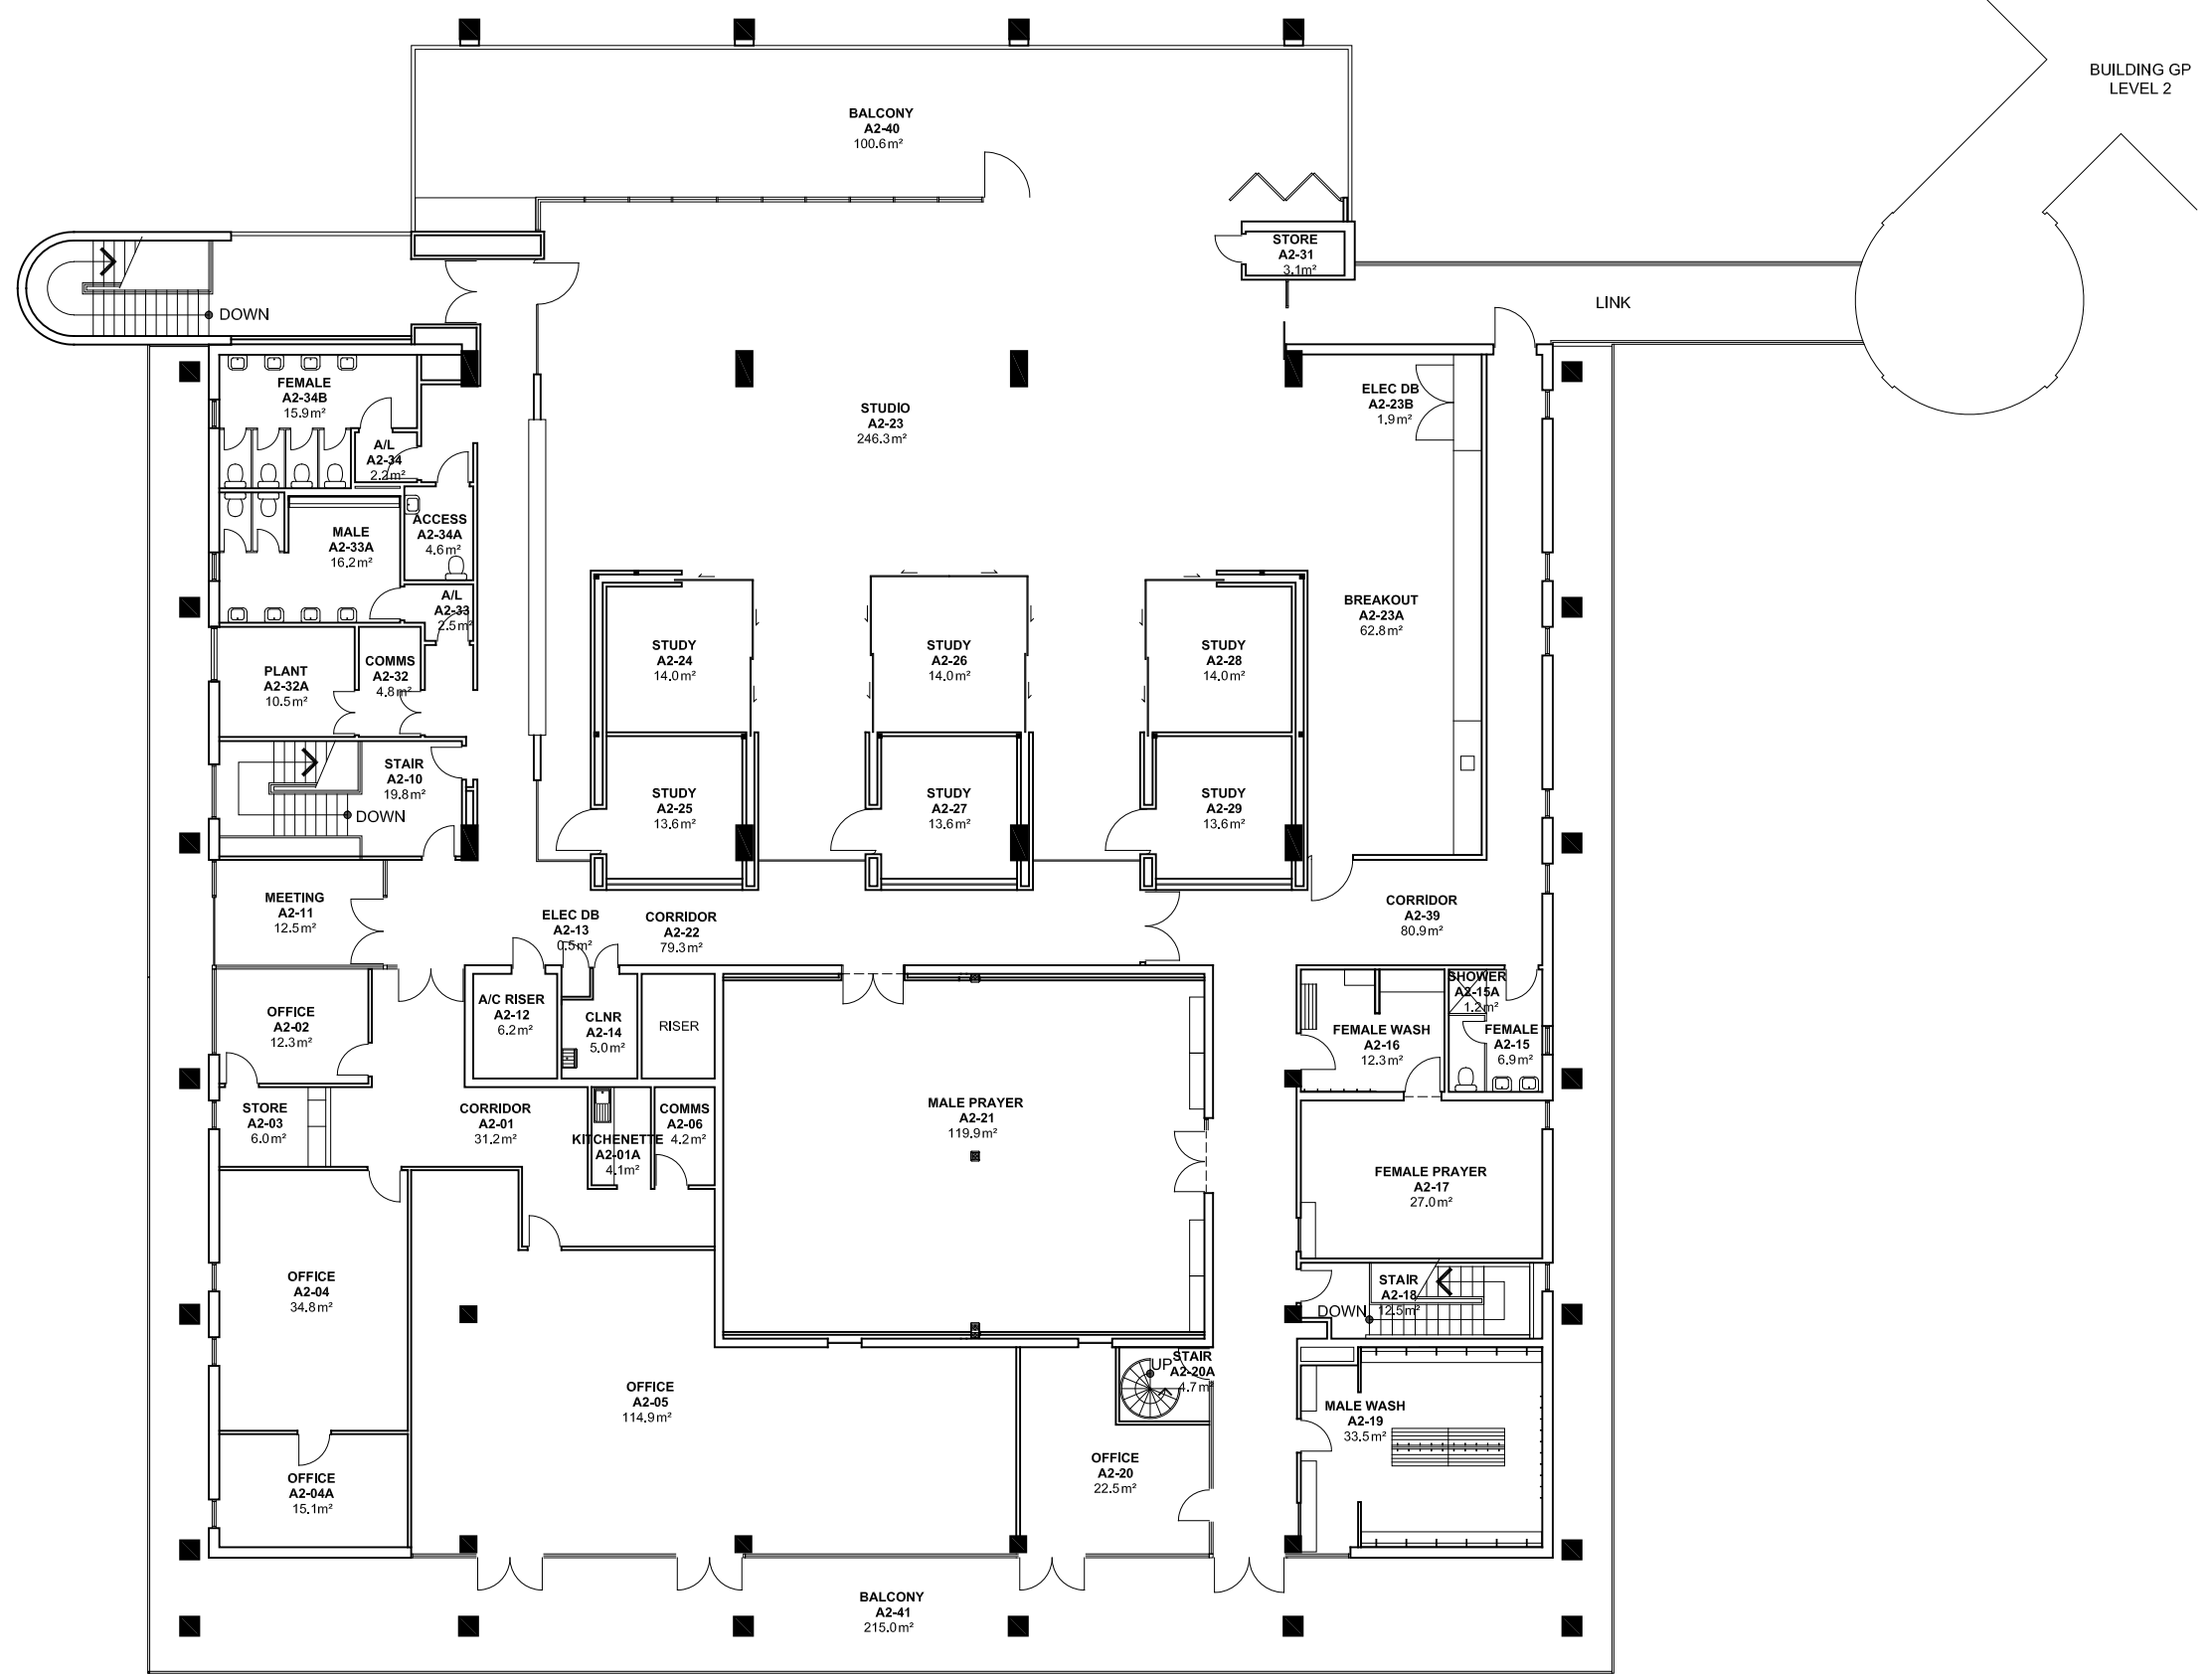 BUILDING GP
LEVEL 2
BALCONY
A2-40
100.6m²
STORE
A2-31
3.1m²
LINK
DOWN
FEMALE
A2-34B
15.9m²
ELEC DB
A2-23B
1.9m²
STUDIO
A2-23
246.3m²
A/L
A2-34
2.2m²
ACCESS
A2-34A
4.6m²
MALE
A2-33A
16.2m²
A/L
A2-33
2.5m²
BREAKOUT
A2-23A
62.8m²
STUDY
A2-24
14.0m²
STUDY
A2-26
14.0m²
STUDY
A2-28
14.0m²
COMMS
A2-32
4.8m²
PLANT
A2-32A
10.5m²
STAIR
A2-10
19.8m²
DOWN
STUDY
A2-25
13.6m²
STUDY
A2-27
13.6m²
STUDY
A2-29
13.6m²
MEETING
A2-11
12.5m²
ELEC DB
A2-13
0.5m²
CORRIDOR
A2-22
79.3m²
CORRIDOR
A2-39
80.9m²
SHOWER
A2-15A
1.2m²
A/C RISER
A2-12
6.2m²
CLNR
A2-14
5.0m²
RISER
OFFICE
A2-02
12.3m²
FEMALE WASH
A2-16
12.3m²
FEMALE
A2-15
6.9m²
STORE
A2-03
6.0m²
CORRIDOR
A2-01
31.2m²
KITCHENETTE
A2-01A
4.1m²
COMMS
A2-06
4.2m²
MALE PRAYER
A2-21
119.9m²
FEMALE PRAYER
A2-17
27.0m²
OFFICE
A2-04
34.8m²
STAIR
A2-18
12.5m²
DOWN
STAIR
A2-20A
4.7m²
UP
OFFICE
A2-05
114.9m²
MALE WASH
A2-19
33.5m²
OFFICE
A2-20
22.5m²
OFFICE
A2-04A
15.1m²
BALCONY
A2-41
215.0m²